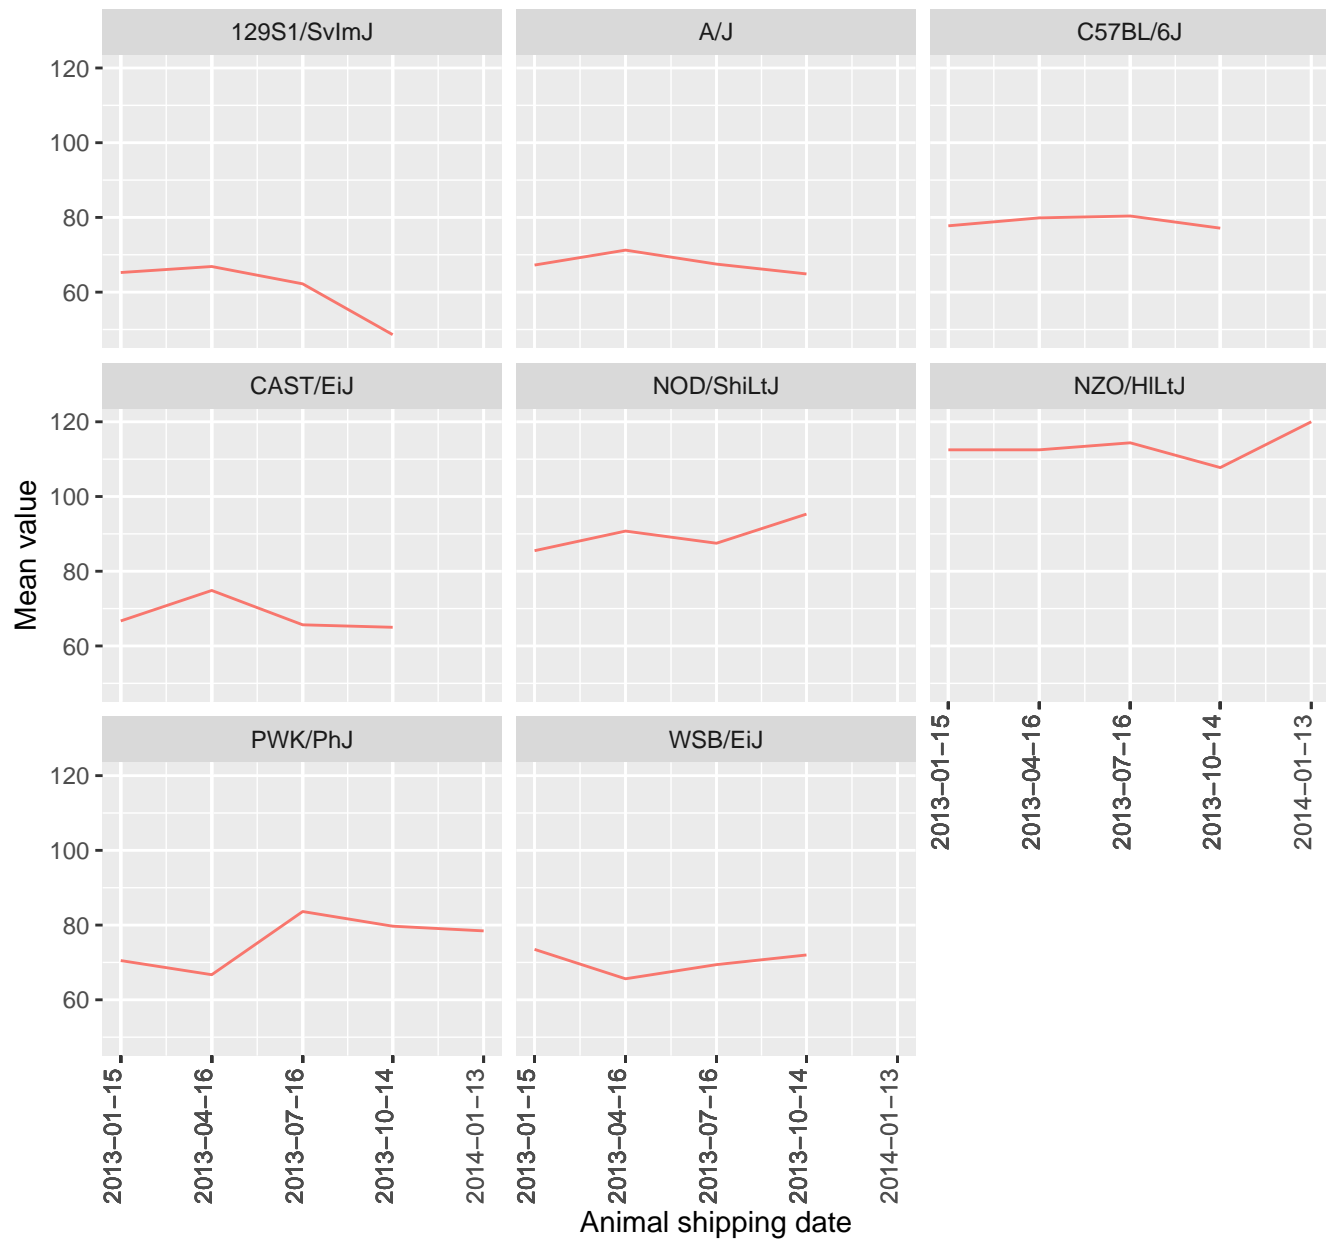 129S1/SvImJ
A/J
C57BL/6J
120
100
80
60
CAST/EiJ
NOD/ShiLtJ
NZO/HlLtJ
120
100
80
60
Mean value
PWK/PhJ
WSB/EiJ
2013−01−15
2013−04−16
2013−07−16
2013−10−14
2014−01−13
120
100
80
60
2013−01−15
2013−04−16
2013−07−16
2013−10−14
2014−01−13
2013−01−15
2013−04−16
2013−07−16
2013−10−14
2014−01−13
Animal shipping date